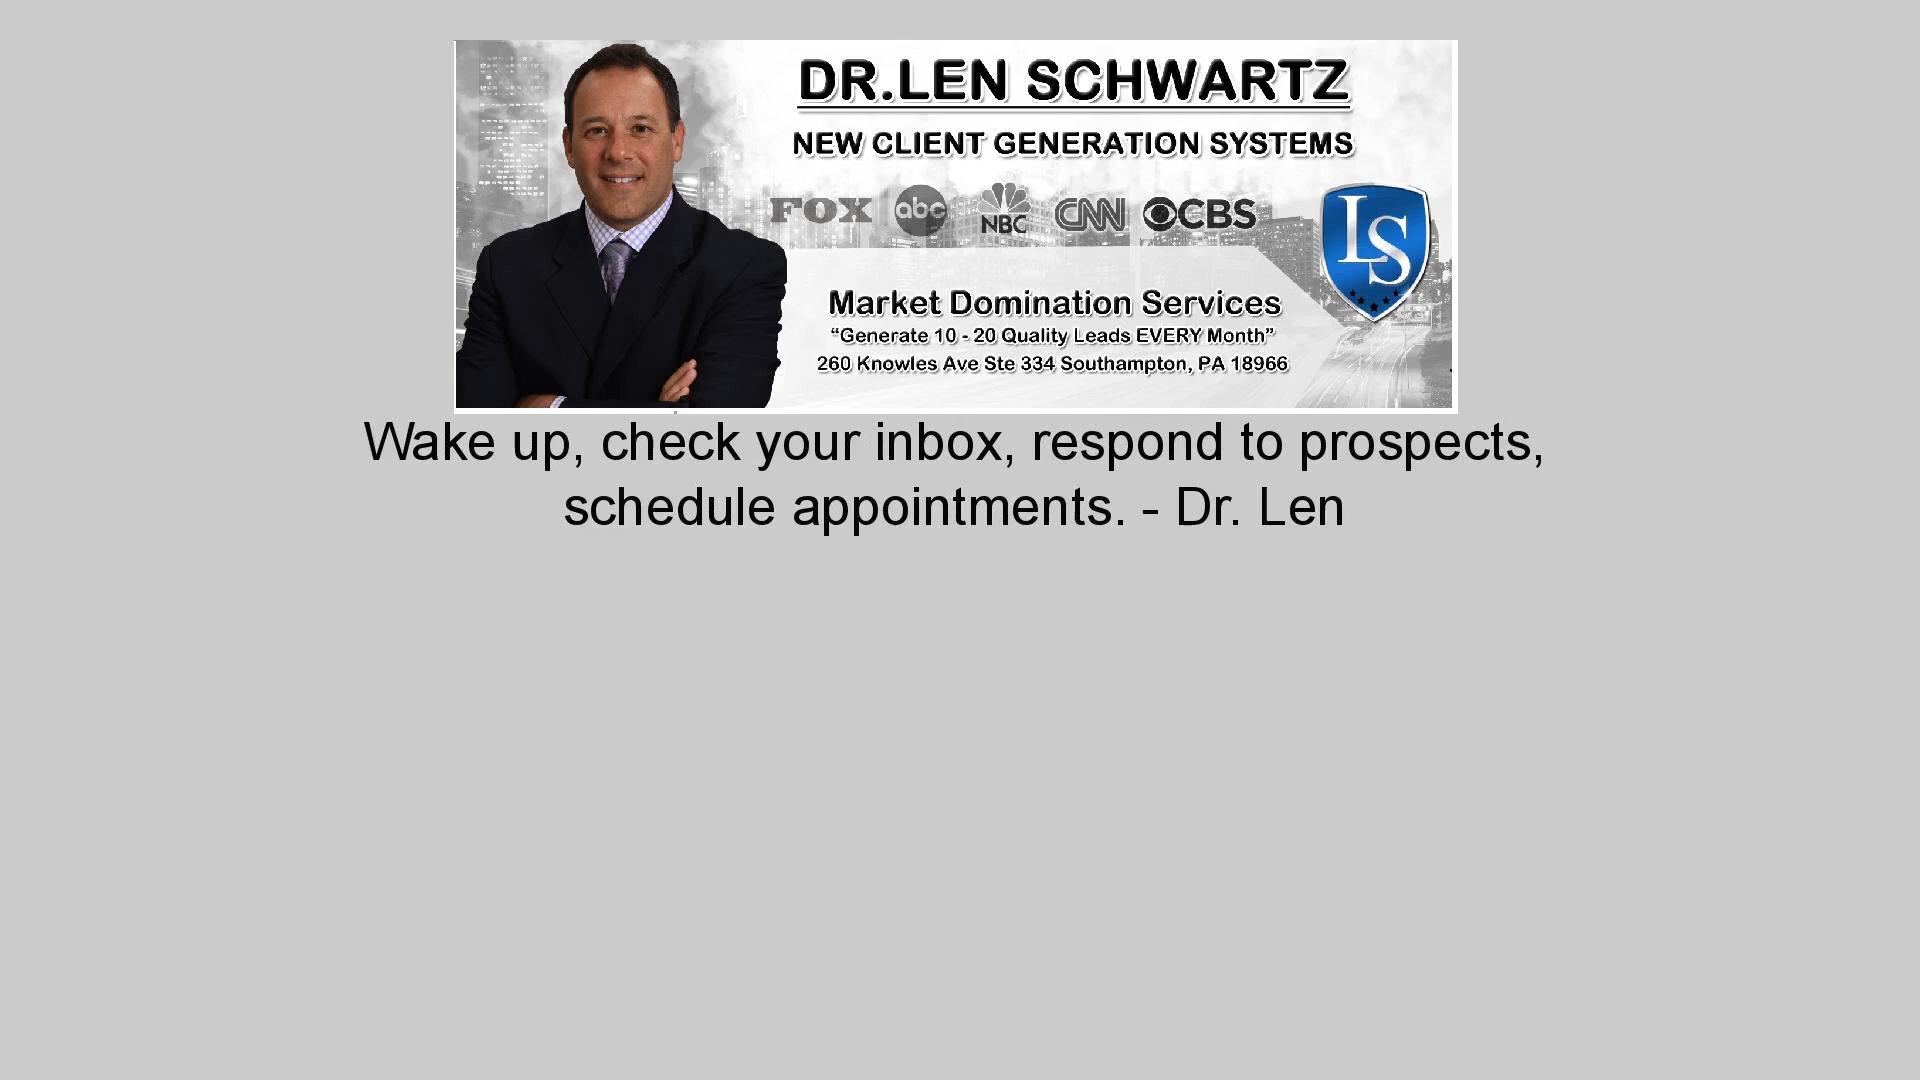 DR.LEN SCHWARTZ
NEW CLIENT GENERATION SYSTEMS
FOX abc NBC CNN CBS
LS
Market Domination Services
“Generate 10 - 20 Quality Leads EVERY Month”
260 Knowles Ave Ste 334 Southampton, PA 18966
Wake up, check your inbox, respond to prospects,
schedule appointments. - Dr. Len